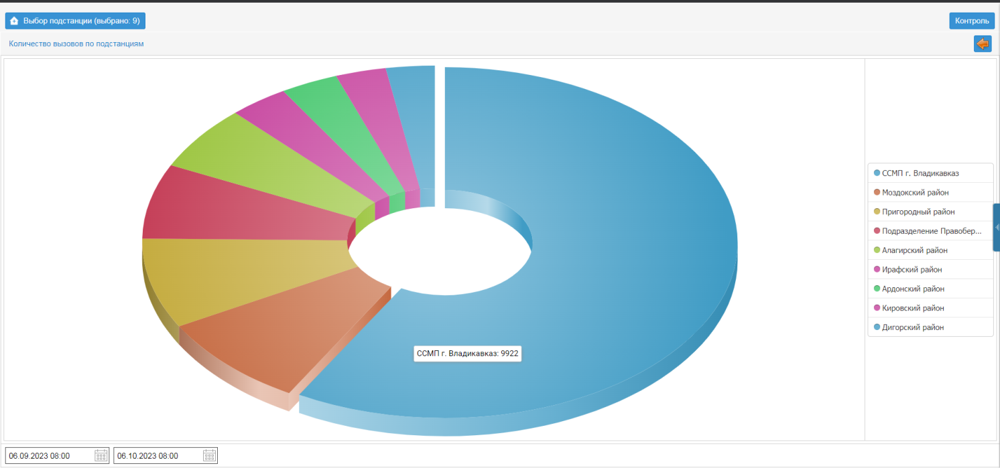 Выбор подстанции (выбрано: 9)
Контроль
Количество вызовов по подстанциям
ССМП г. Владикавказ
Моздокский район
Пригородный район
Подразделение Правобер...
Алагирский район
Ирафский район
Ардонский район
Кировский район
Дигорский район
ССМП г. Владикавказ: 9922
06.09.2023 08:00
06.10.2023 08:00